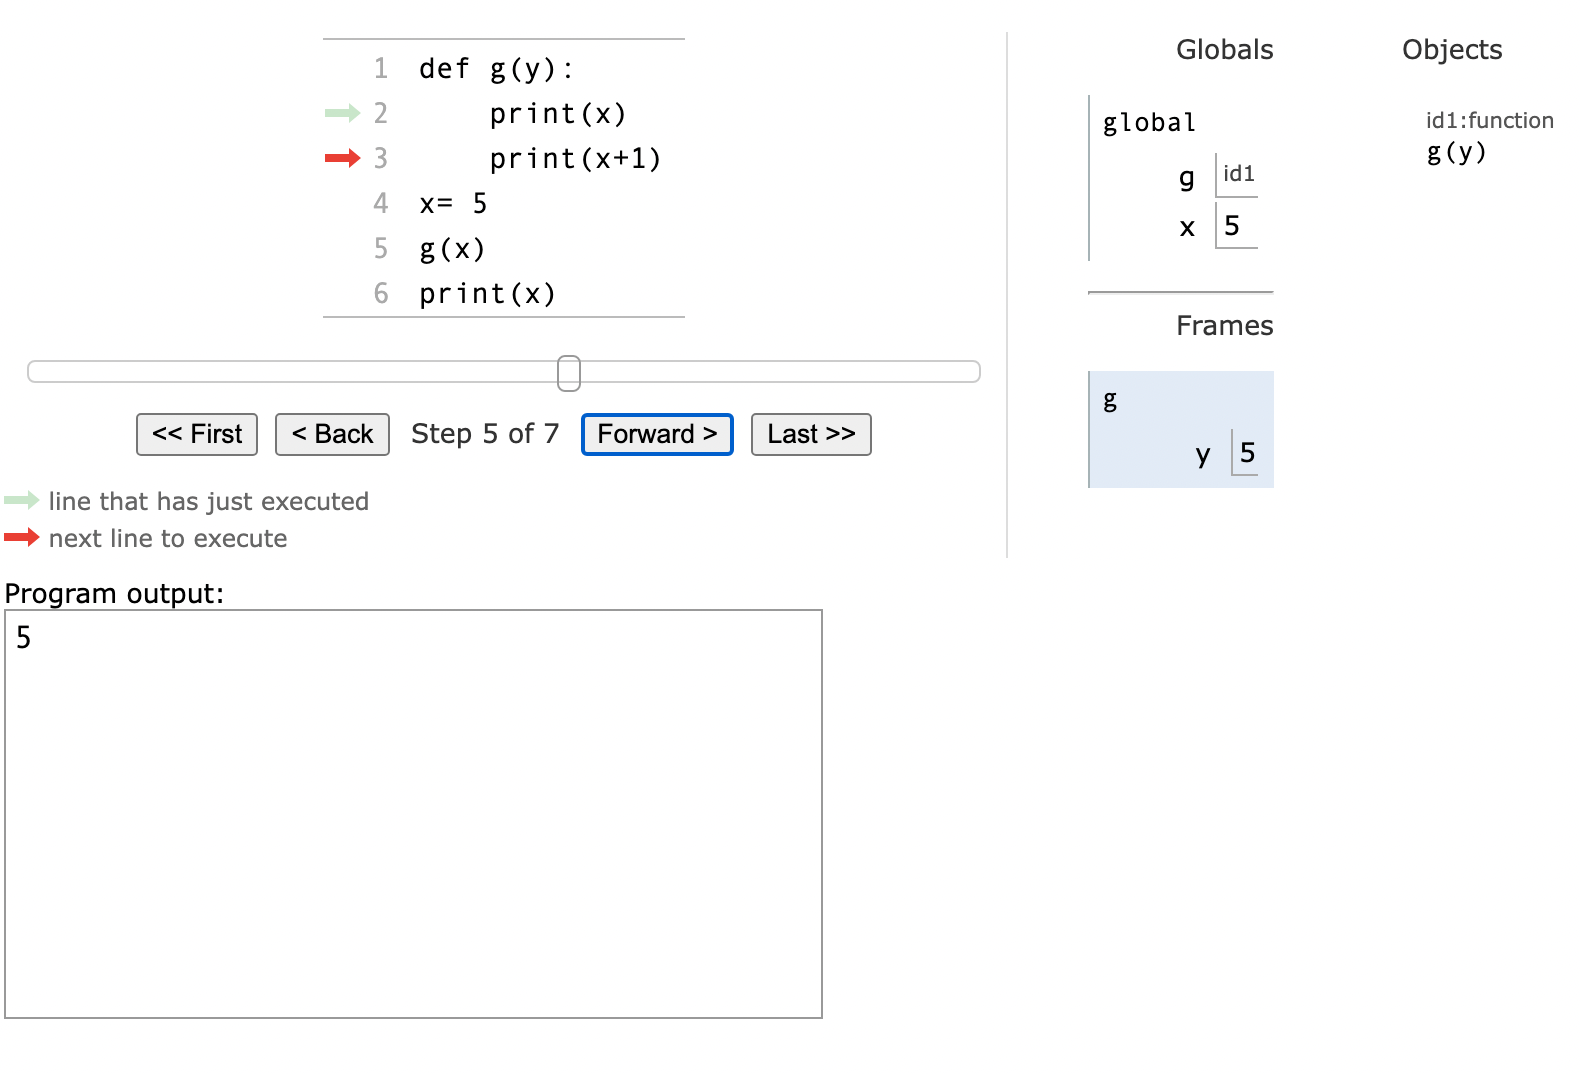 1 def g(y):
2     print(x)
3     print(x+1)
4 x= 5
5 g(x)
6 print(x)
<< First < Back Step 5 of 7 Forward > Last >>
line that has just executed
next line to execute
Program output:
5
Globals
global
g id1
x 5
Frames
g
y 5
Objects
id1:function
g(y)